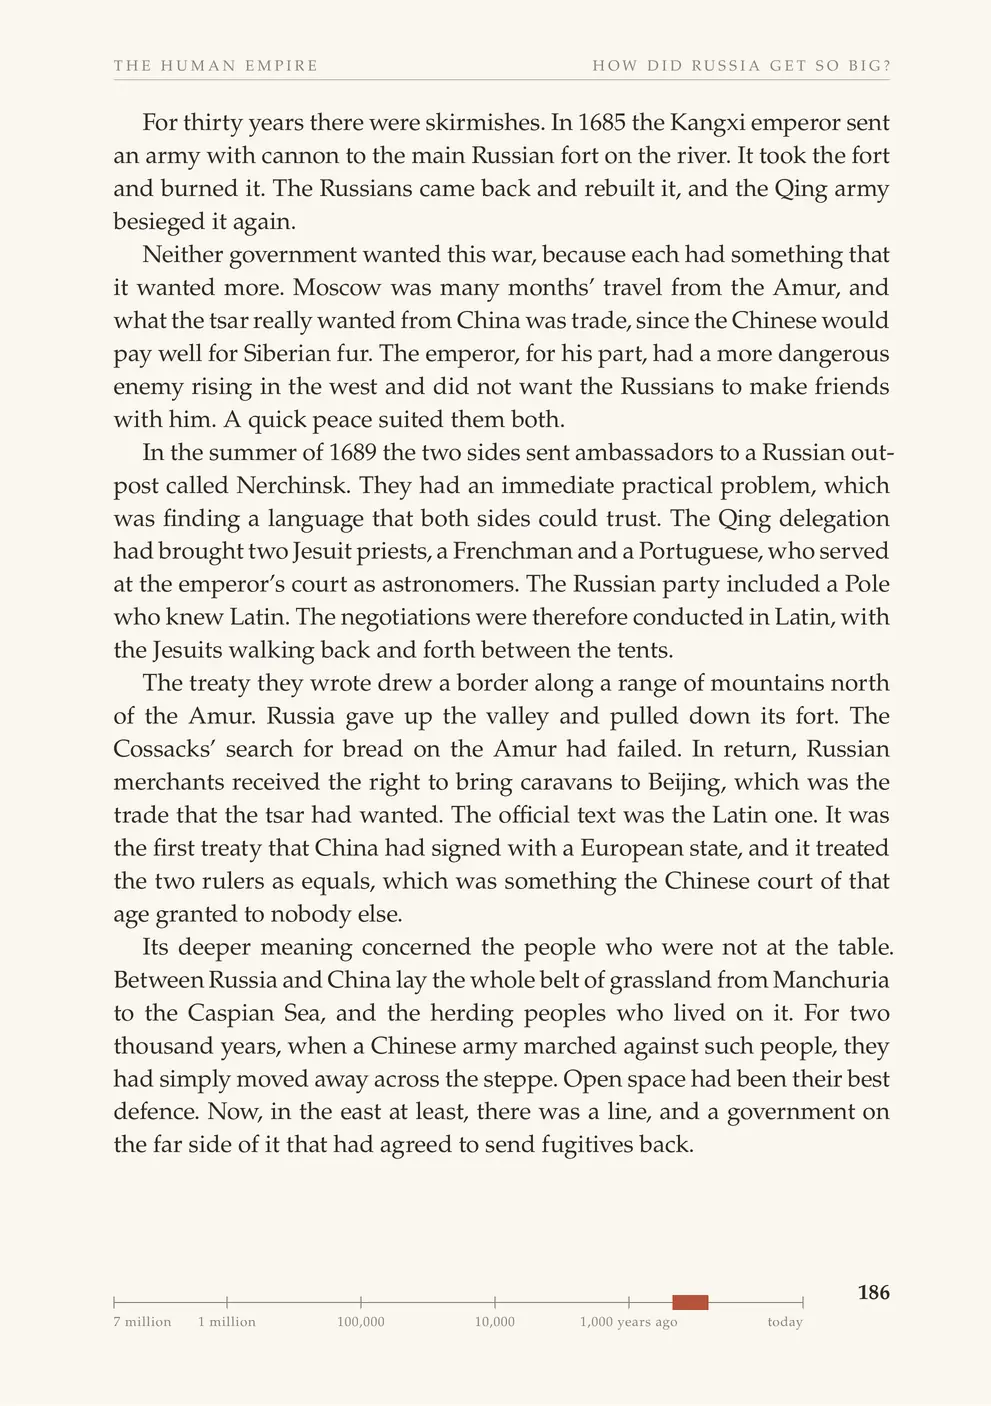 THE HUMAN EMPIRE
HOW DID RUSSIA GET SO BIG?
For thirty years there were skirmishes. In 1685 the Kangxi emperor sent
an army with cannon to the main Russian fort on the river. It took the fort
and burned it. The Russians came back and rebuilt it, and the Qing army
besieged it again.
Neither government wanted this war, because each had something that
it wanted more. Moscow was many months’ travel from the Amur, and
what the tsar really wanted from China was trade, since the Chinese would
pay well for Siberian fur. The emperor, for his part, had a more dangerous
enemy rising in the west and did not want the Russians to make friends
with him. A quick peace suited them both.
In the summer of 1689 the two sides sent ambassadors to a Russian out-
post called Nerchinsk. They had an immediate practical problem, which
was finding a language that both sides could trust. The Qing delegation
had brought two Jesuit priests, a Frenchman and a Portuguese, who served
at the emperor’s court as astronomers. The Russian party included a Pole
who knew Latin. The negotiations were therefore conducted in Latin, with
the Jesuits walking back and forth between the tents.
The treaty they wrote drew a border along a range of mountains north
of the Amur. Russia gave up the valley and pulled down its fort. The
Cossacks’ search for bread on the Amur had failed. In return, Russian
merchants received the right to bring caravans to Beijing, which was the
trade that the tsar had wanted. The official text was the Latin one. It was
the first treaty that China had signed with a European state, and it treated
the two rulers as equals, which was something the Chinese court of that
age granted to nobody else.
Its deeper meaning concerned the people who were not at the table.
Between Russia and China lay the whole belt of grassland from Manchuria
to the Caspian Sea, and the herding peoples who lived on it. For two
thousand years, when a Chinese army marched against such people, they
had simply moved away across the steppe. Open space had been their best
defence. Now, in the east at least, there was a line, and a government on
the far side of it that had agreed to send fugitives back.
186
7 million 1 million 100,000 10,000 1,000 years ago today